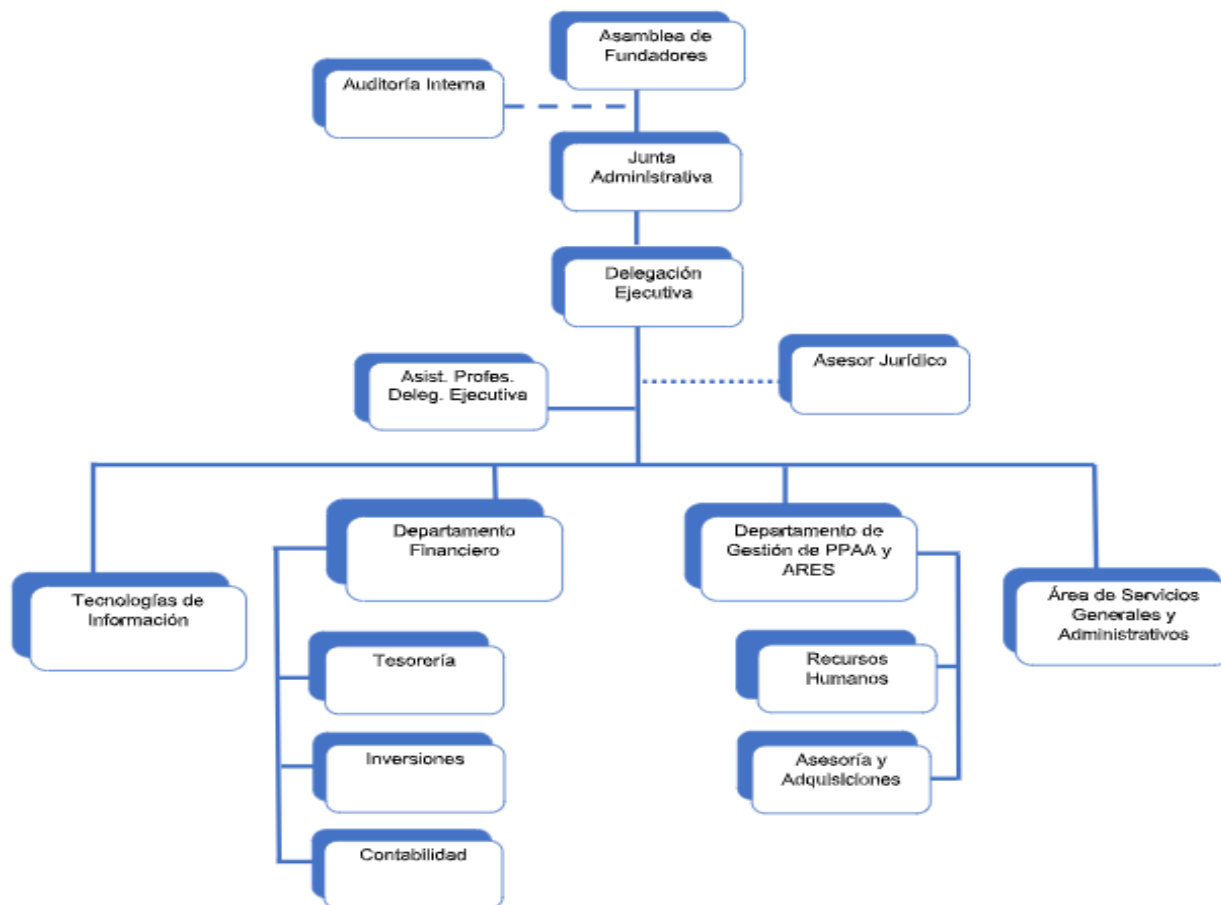 Asamblea de
Fundadores
Auditoría Interna
Junta
Administrativa
Delegación
Ejecutiva
Asesor Jurídico
Asist. Profes.
Deleg. Ejecutiva
Departamento
Financiero
Departamento de
Gestión de PPAA y
ARES
Tecnologías de
Información
Área de Servicios
Generales y
Administrativos
Tesorería
Recursos
Humanos
Inversiones
Asesoría y
Adquisiciones
Contabilidad